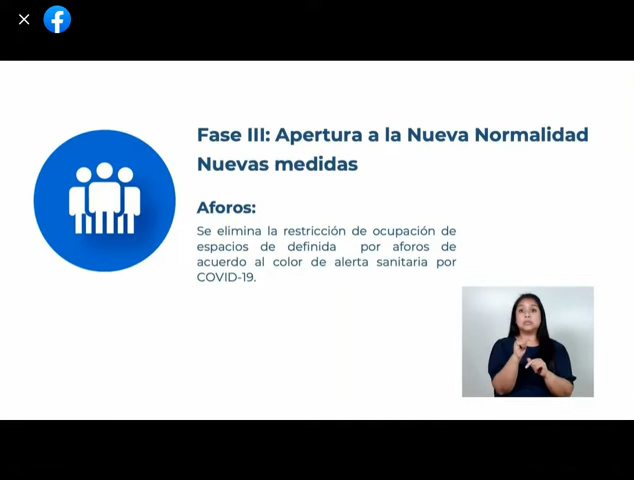 Fase III: Apertura a la Nueva Normalidad
Nuevas medidas
Aforos:
Se elimina la restricción de ocupación de
espacios de definida por aforos de
acuerdo al color de alerta sanitaria por
COVID-19.